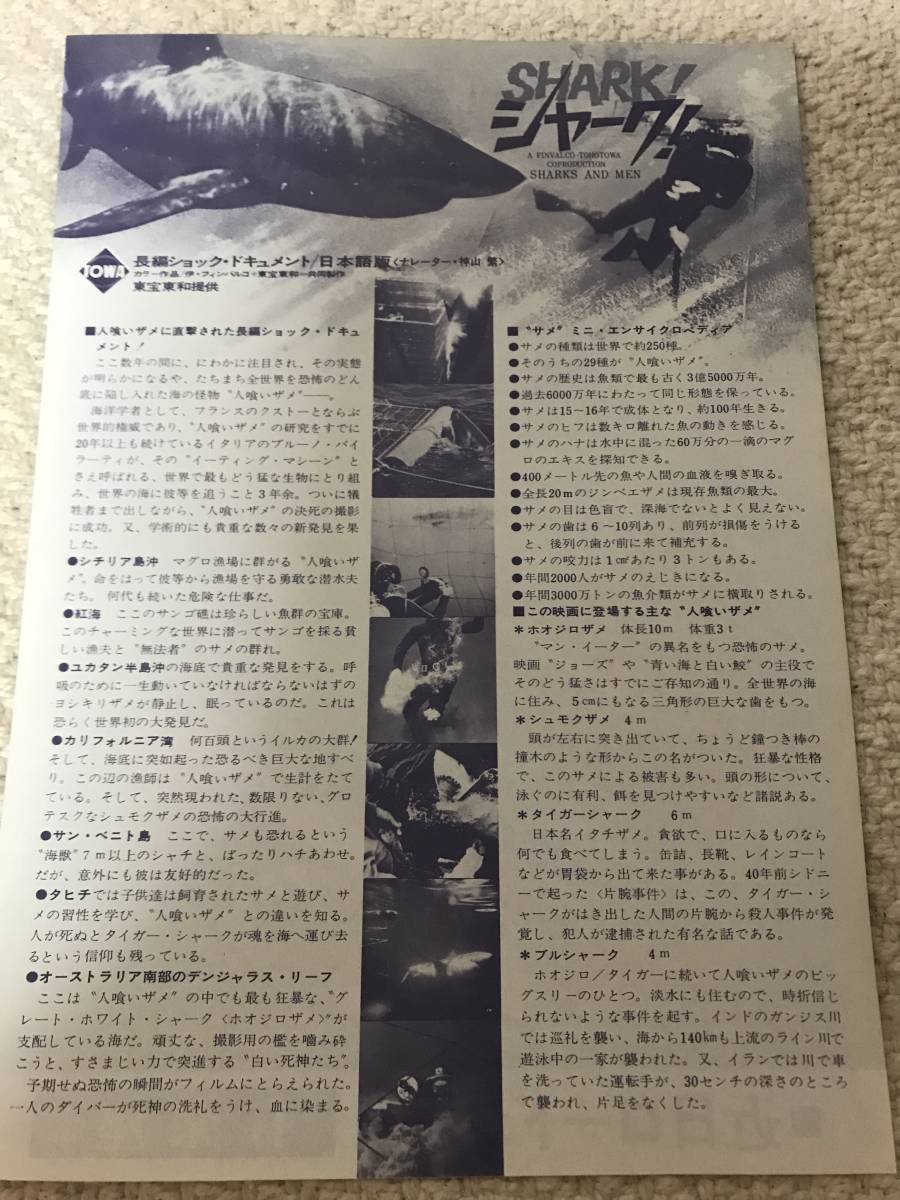 SHARK!
シャーク!
A FINVALCO-TOHOTOWA
COPRODUCTION
SHARKS AND MEN
TOWA
長編ショック・ドキュメント/日本語版〈ナレーター・神山 繁〉
カラー作品/伊・フィンバルコ+東宝東和―共同製作
東宝東和提供
■人喰いザメに直撃された長編ショック・ドキュ
メント!
ここ数年の間に、にわかに注目され、その実態
が明らかになるや、たちまち全世界を恐怖のどん
底に陥し入れた海の怪物〝人喰いザメ〟――。
海洋学者として、フランスのクストーとならぶ
世界的権威であり、〝人喰いザメ〟の研究をすでに
20年以上も続けているイタリアのブルーノ・バイ
ラーティが、その〝イーティング・マシーン〟と
さえ呼ばれる、世界で最もどう猛な生物にとり組
み、世界の海に彼等を追うこと3年余。ついに犠
牲者まで出しながら、〝人喰いザメ〟の決死の撮影
に成功。又、学術的にも貴重な数々の新発見を果
した。
●シチリア島沖 マグロ漁場に群がる〝人喰いザ
メ〟。命をはって彼等から漁場を守る勇敢な潜水夫
たち。何代も続いた危険な仕事だ。
●紅海 ここのサンゴ礁は珍らしい魚群の宝庫。
このチャーミングな世界に潜ってサンゴを採る貧
しい漁夫と〝無法者〟のサメの群れ。
●ユカタン半島沖の海底で貴重な発見をする。呼
吸のために一生動いていなければならないはずの
ヨシキリザメが静止し、眠っているのだ。これは
恐らく世界初の大発見だ。
●カリフォルニア湾 何百頭というイルカの大群!
そして、海底に突如起った恐るべき巨大な地すべ
り。この辺の漁師は〝人喰いザメ〟で生計をたて
ている。そして、突然現われた、数限りない、グロ
テスクなシュモクザメの恐怖の大行進。
●サン・ベニト島 ここで、サメも恐れるという
〝海獣〟7m以上のシャチと、ばったりハチあわせ。
だが、意外にも彼は友好的だった。
●タヒチでは子供達は飼育されたサメと遊び、サ
メの習性を学び、〝人喰いザメ〟との違いを知る。
人が死ぬとタイガー・シャークが魂を海へ運び去
るという信仰も残っている。
●オーストラリア南部のデンジャラス・リーフ
ここは〝人喰いザメ〟の中でも最も狂暴な、〝グ
レート・ホワイト・シャーク〈ホオジロザメ〉が
支配している海だ。頑丈な、撮影用の檻を噛み砕
こうと、すさまじい力で突進する〝白い死神たち〟。
予期せぬ恐怖の瞬間がフィルムにとらえられた。
一人のダイバーが死神の洗礼をうけ、血に染まる。
■〝サメ〟ミニ・エンサイクロペディア
●サメの種類は世界で約250種。
●そのうちの29種が〝人喰いザメ〟。
●サメの歴史は魚類で最も古く3億5000万年。
●過去6000万年にわたって同じ形態を保っている。
●サメは15~16年で成体となり、約100年生きる。
●サメのヒフは数キロ離れた魚の動きを感じる。
●サメのハナは水中に混った60万分の一滴のマグ
ロのエキスを探知できる。
●400メートル先の魚や人間の血液を嗅ぎ取る。
●全長20mのジンベエザメは現存魚類の最大。
●サメの目は色盲で、深海でないとよく見えない。
●サメの歯は6~10列あり、前列が損傷をうける
と、後列の歯が前に来て補充する。
●サメの咬力は1㎠あたり3トンもある。
●年間2000人がサメのえじきになる。
●年間3000万トンの魚介類がサメに横取りされる。
■この映画に登場する主な〝人喰いザメ〟
＊ホオジロザメ 体長10m 体重3t
〝マン・イーター〟の異名をもつ恐怖のサメ。
映画〝ジョーズ〟や〝青い海と白い鮫〟の主役で
そのどう猛さはすでにご存知の通り。全世界の海
に住み、5㎝にもなる三角形の巨大な歯をもつ。
＊シュモクザメ 4m
頭が左右に突き出ていて、ちょうど鐘つき棒の
撞木のような形からこの名がついた。狂暴な性格
で、このサメによる被害も多い。頭の形について、
泳ぐのに有利、餌を見つけやすいなど諸説ある。
＊タイガーシャーク 6m
日本名イタチザメ。貪欲で、口に入るものなら
何でも食べてしまう。缶詰、長靴、レインコート
などが胃袋から出て来た事がある。40年前シドニ
ーで起った〈片腕事件〉は、この、タイガー・シ
ャークがはき出した人間の片腕から殺人事件が発
覚し、犯人が逮捕された有名な話である。
＊ブルシャーク 4m
ホオジロ/タイガーに続いて人喰いザメのビッ
グスリーのひとつ。淡水にも住むので、時折信じ
られないような事件を起す。インドのガンジス川
では巡礼を襲い、海から140㎞も上流のライン川で
遊泳中の一家が襲われた。又、イランでは川で車
を洗っていた運転手が、30センチの深さのところ
で襲われ、片足をなくした。